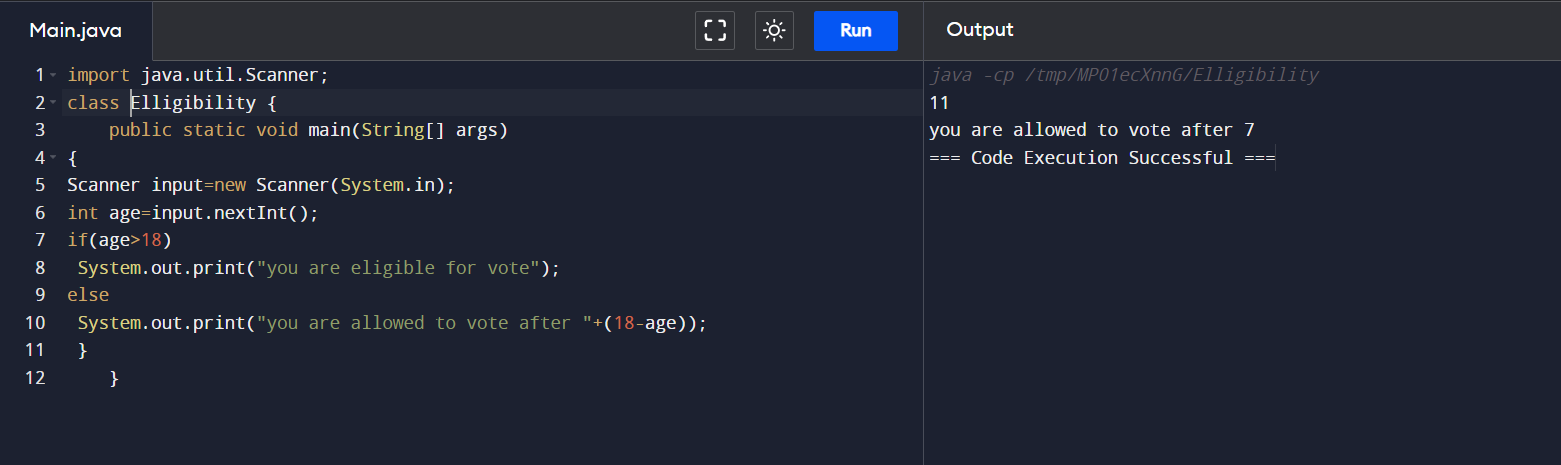 Main.java
Run
Output
1 import java.util.Scanner;
2 class Elligibility {
3 public static void main(String[] args)
4 {
5 Scanner input=new Scanner(System.in);
6 int age=input.nextInt();
7 if(age>18)
8 System.out.print("you are eligible for vote");
9 else
10 System.out.print("you are allowed to vote after "+(18-age));
11 }
12 }
java -cp /tmp/MPO1ecXnnG/Elligibility
11
you are allowed to vote after 7
=== Code Execution Successful ===